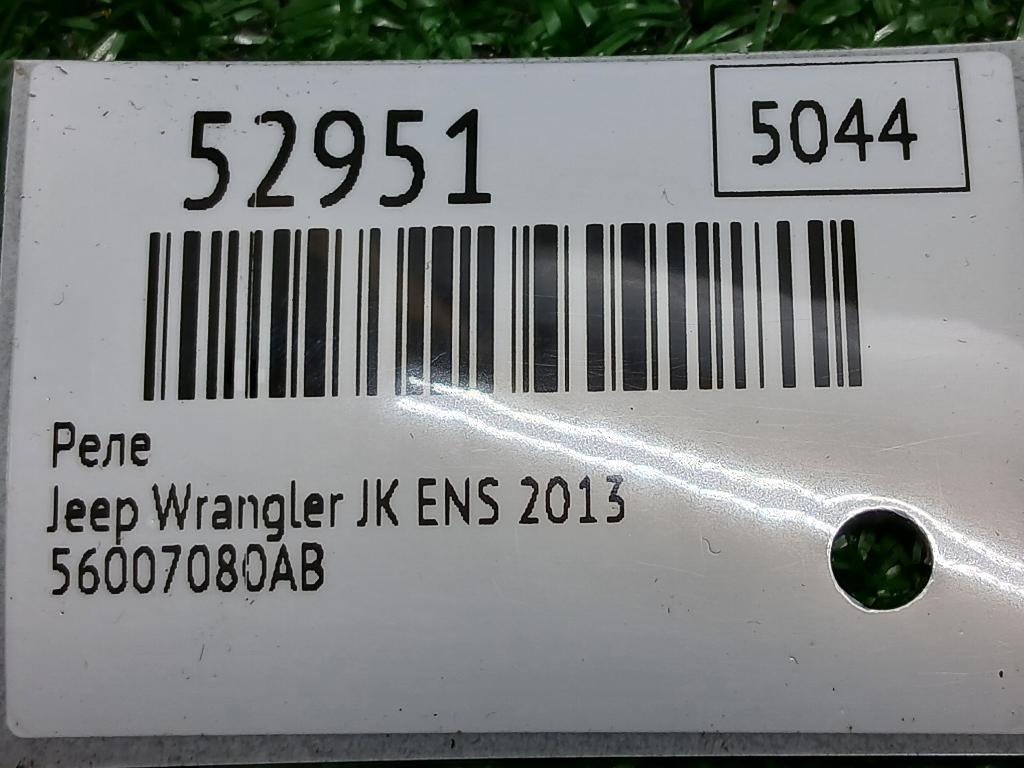 52951
5044
Реле
Jeep Wrangler JK ENS 2013
56007080AB